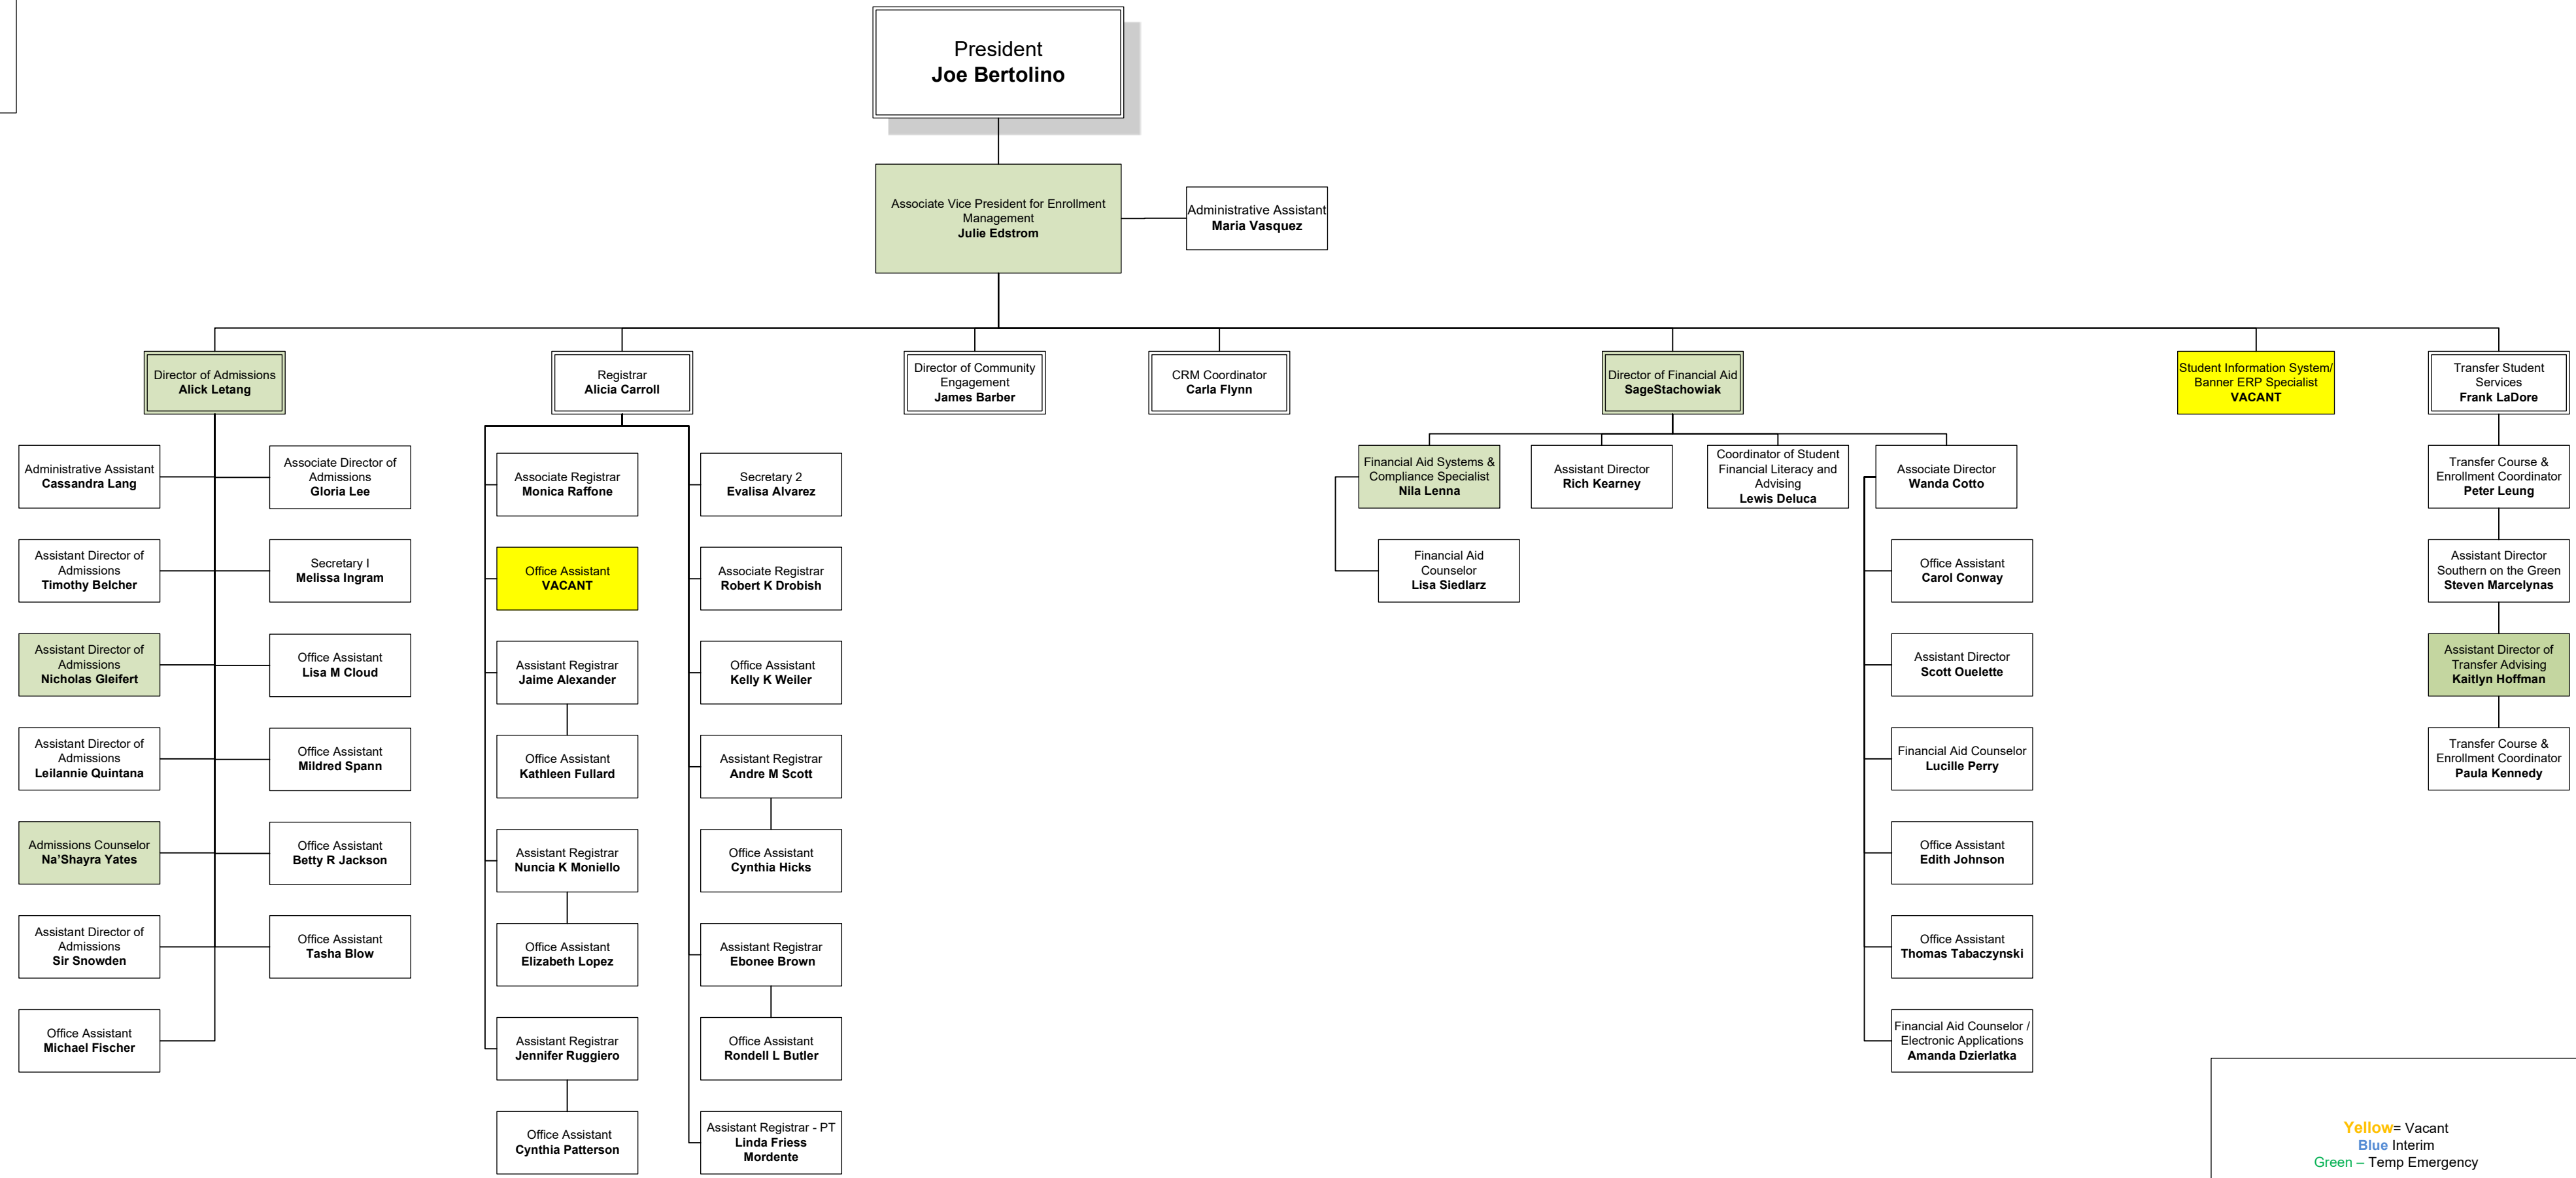 President
Joe Bertolino
Associate Vice President for Enrollment
Management
Julie Edstrom
Administrative Assistant
Maria Vasquez
Director of Admissions
Alick Letang
Registrar
Alicia Carroll
Director of Community
Engagement
James Barber
CRM Coordinator
Carla Flynn
Director of Financial Aid
SageStachowiak
Student Information System/
Banner ERP Specialist
VACANT
Transfer Student
Services
Frank LaDore
Administrative Assistant
Cassandra Lang
Associate Director of
Admissions
Gloria Lee
Assistant Director of
Admissions
Timothy Belcher
Secretary I
Melissa Ingram
Assistant Director of
Admissions
Nicholas Gleifert
Office Assistant
Lisa M Cloud
Assistant Director of
Admissions
Leilannie Quintana
Office Assistant
Mildred Spann
Admissions Counselor
Na’Shayra Yates
Office Assistant
Betty R Jackson
Assistant Director of
Admissions
Sir Snowden
Office Assistant
Tasha Blow
Office Assistant
Michael Fischer
Associate Registrar
Monica Raffone
Secretary 2
Evalisa Alvarez
Office Assistant
VACANT
Associate Registrar
Robert K Drobish
Assistant Registrar
Jaime Alexander
Office Assistant
Kelly K Weiler
Office Assistant
Kathleen Fullard
Assistant Registrar
Andre M Scott
Assistant Registrar
Nuncia K Moniello
Office Assistant
Cynthia Hicks
Office Assistant
Elizabeth Lopez
Assistant Registrar
Ebonee Brown
Assistant Registrar
Jennifer Ruggiero
Office Assistant
Rondell L Butler
Office Assistant
Cynthia Patterson
Assistant Registrar - PT
Linda Friess
Mordente
Financial Aid Systems &
Compliance Specialist
Nila Lenna
Assistant Director
Rich Kearney
Coordinator of Student
Financial Literacy and
Advising
Lewis Deluca
Associate Director
Wanda Cotto
Financial Aid
Counselor
Lisa Siedlarz
Office Assistant
Carol Conway
Assistant Director
Scott Ouelette
Financial Aid Counselor
Lucille Perry
Office Assistant
Edith Johnson
Office Assistant
Thomas Tabaczynski
Financial Aid Counselor /
Electronic Applications
Amanda Dzierlatka
Transfer Course &
Enrollment Coordinator
Peter Leung
Assistant Director
Southern on the Green
Steven Marcelynas
Assistant Director of
Transfer Advising
Kaitlyn Hoffman
Transfer Course &
Enrollment Coordinator
Paula Kennedy
Yellow= Vacant
Blue Interim
Green – Temp Emergency